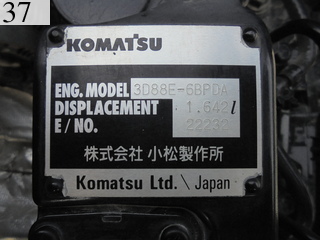 37
KOMATSU
ENG. MODEL 3D88E-6BPDA
DISPLACEMENT 1.642ℓ
E / NO.
株式会社 小松製作所
Komatsu Ltd. / Japan